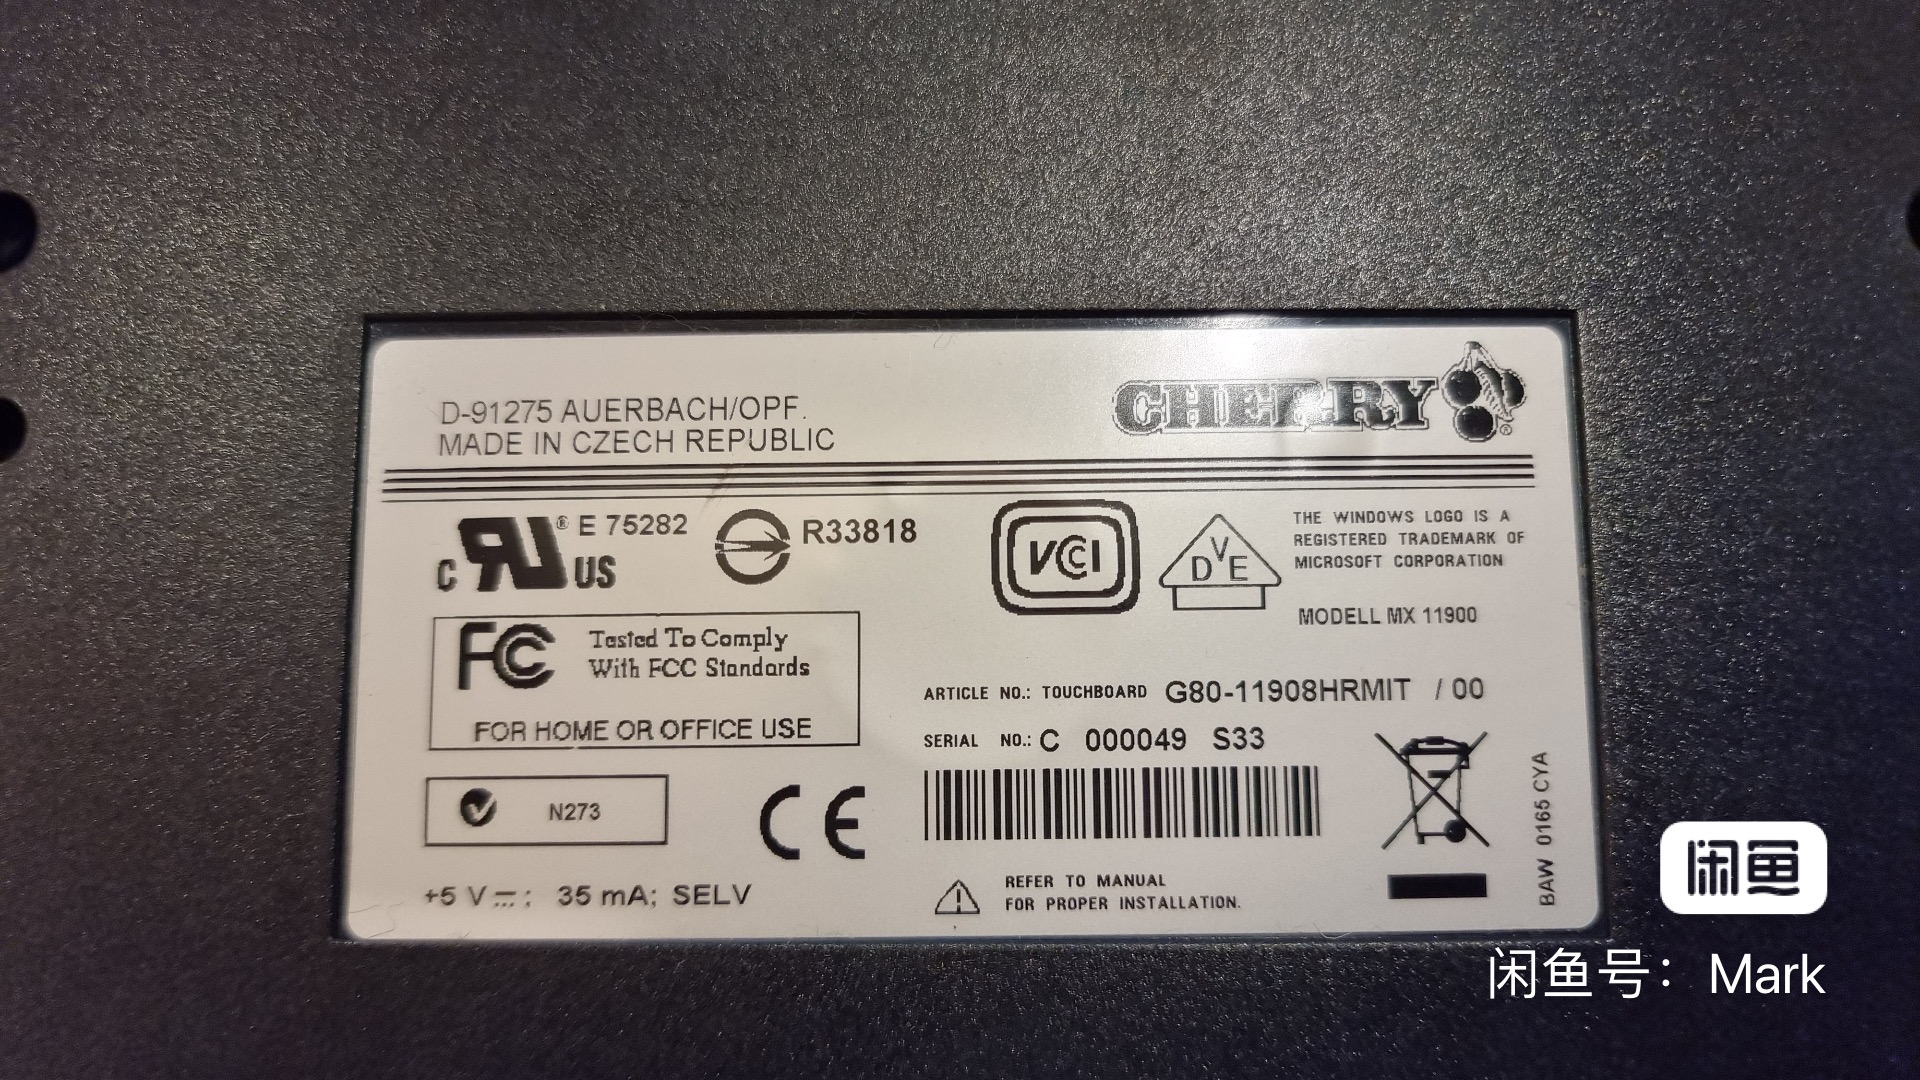 D-91275 AUERBACH/OPF.
MADE IN CZECH REPUBLIC
CHERRY
®
C RU ® US E 75282
R33818
VCCI
DVE
THE WINDOWS LOGO IS A
REGISTERED TRADEMARK OF
MICROSOFT CORPORATION
MODELL MX 11900
FC Tested To Comply
With FCC Standards
FOR HOME OR OFFICE USE
ARTICLE NO.: TOUCHBOARD G80-11908HRMIT / 00
SERIAL NO.: C 000049 S33
N273
CE
+5 V⎓; 35 mA; SELV
REFER TO MANUAL
FOR PROPER INSTALLATION.
BAW 0165 CYA
闲鱼
闲鱼号：Mark